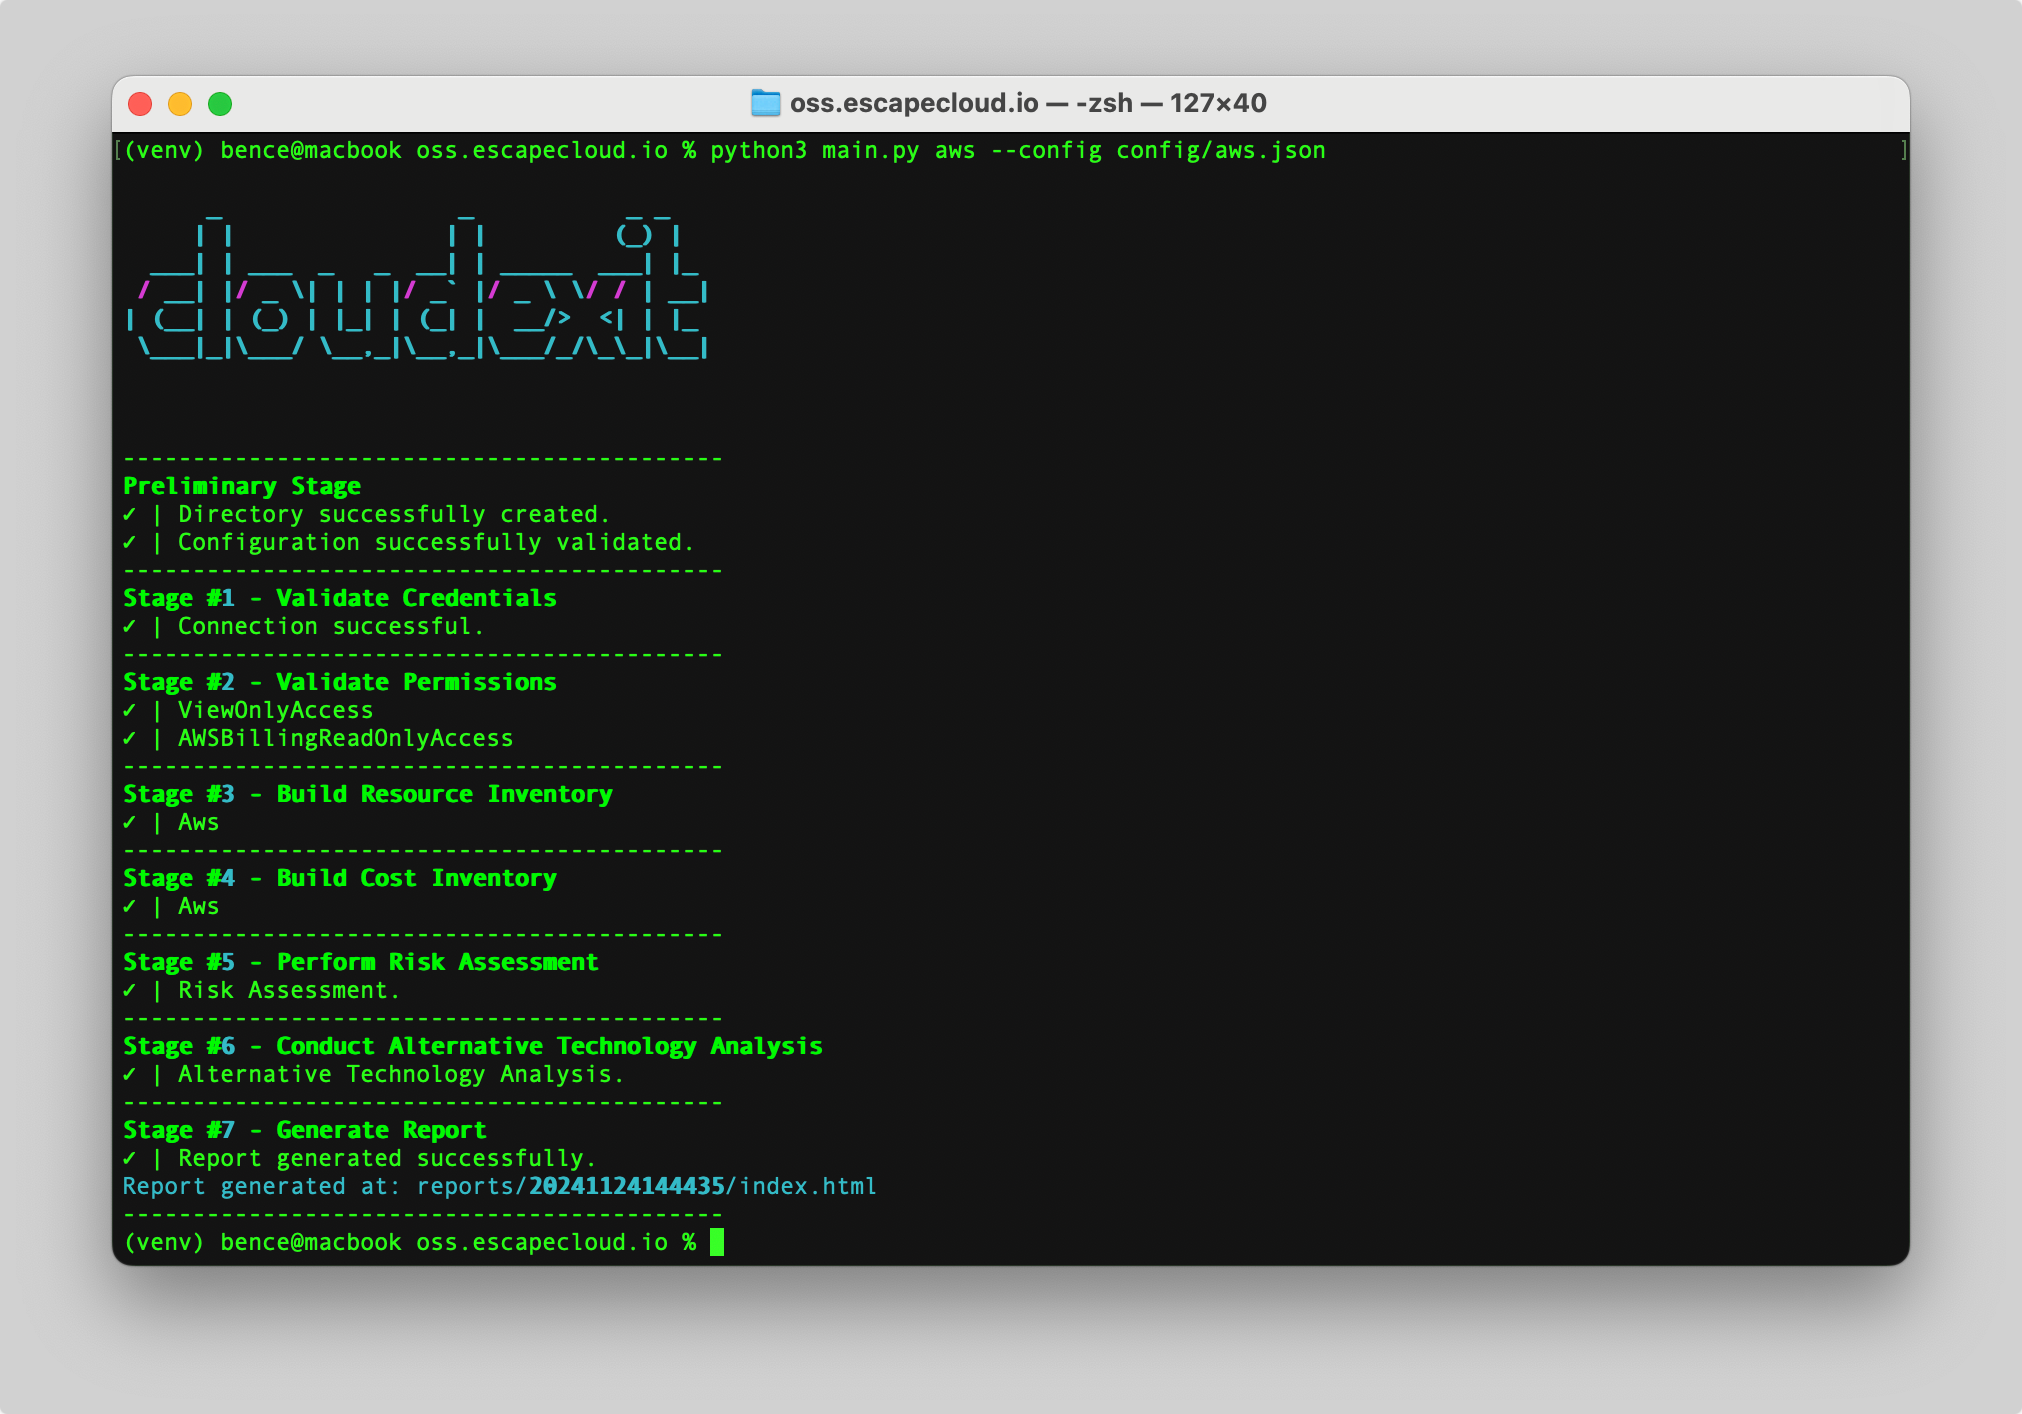 oss.escapecloud.io — -zsh — 127×40
[(venv) bence@macbook oss.escapecloud.io % python3 main.py aws --config config/aws.json ]
cloudexit
-------------------------------------------
Preliminary Stage
✓ | Directory successfully created.
✓ | Configuration successfully validated.
-------------------------------------------
Stage #1 - Validate Credentials
✓ | Connection successful.
-------------------------------------------
Stage #2 - Validate Permissions
✓ | ViewOnlyAccess
✓ | AWSBillingReadOnlyAccess
-------------------------------------------
Stage #3 - Build Resource Inventory
✓ | Aws
-------------------------------------------
Stage #4 - Build Cost Inventory
✓ | Aws
-------------------------------------------
Stage #5 - Perform Risk Assessment
✓ | Risk Assessment.
-------------------------------------------
Stage #6 - Conduct Alternative Technology Analysis
✓ | Alternative Technology Analysis.
-------------------------------------------
Stage #7 - Generate Report
✓ | Report generated successfully.
Report generated at: reports/20241124144435/index.html
-------------------------------------------
(venv) bence@macbook oss.escapecloud.io %